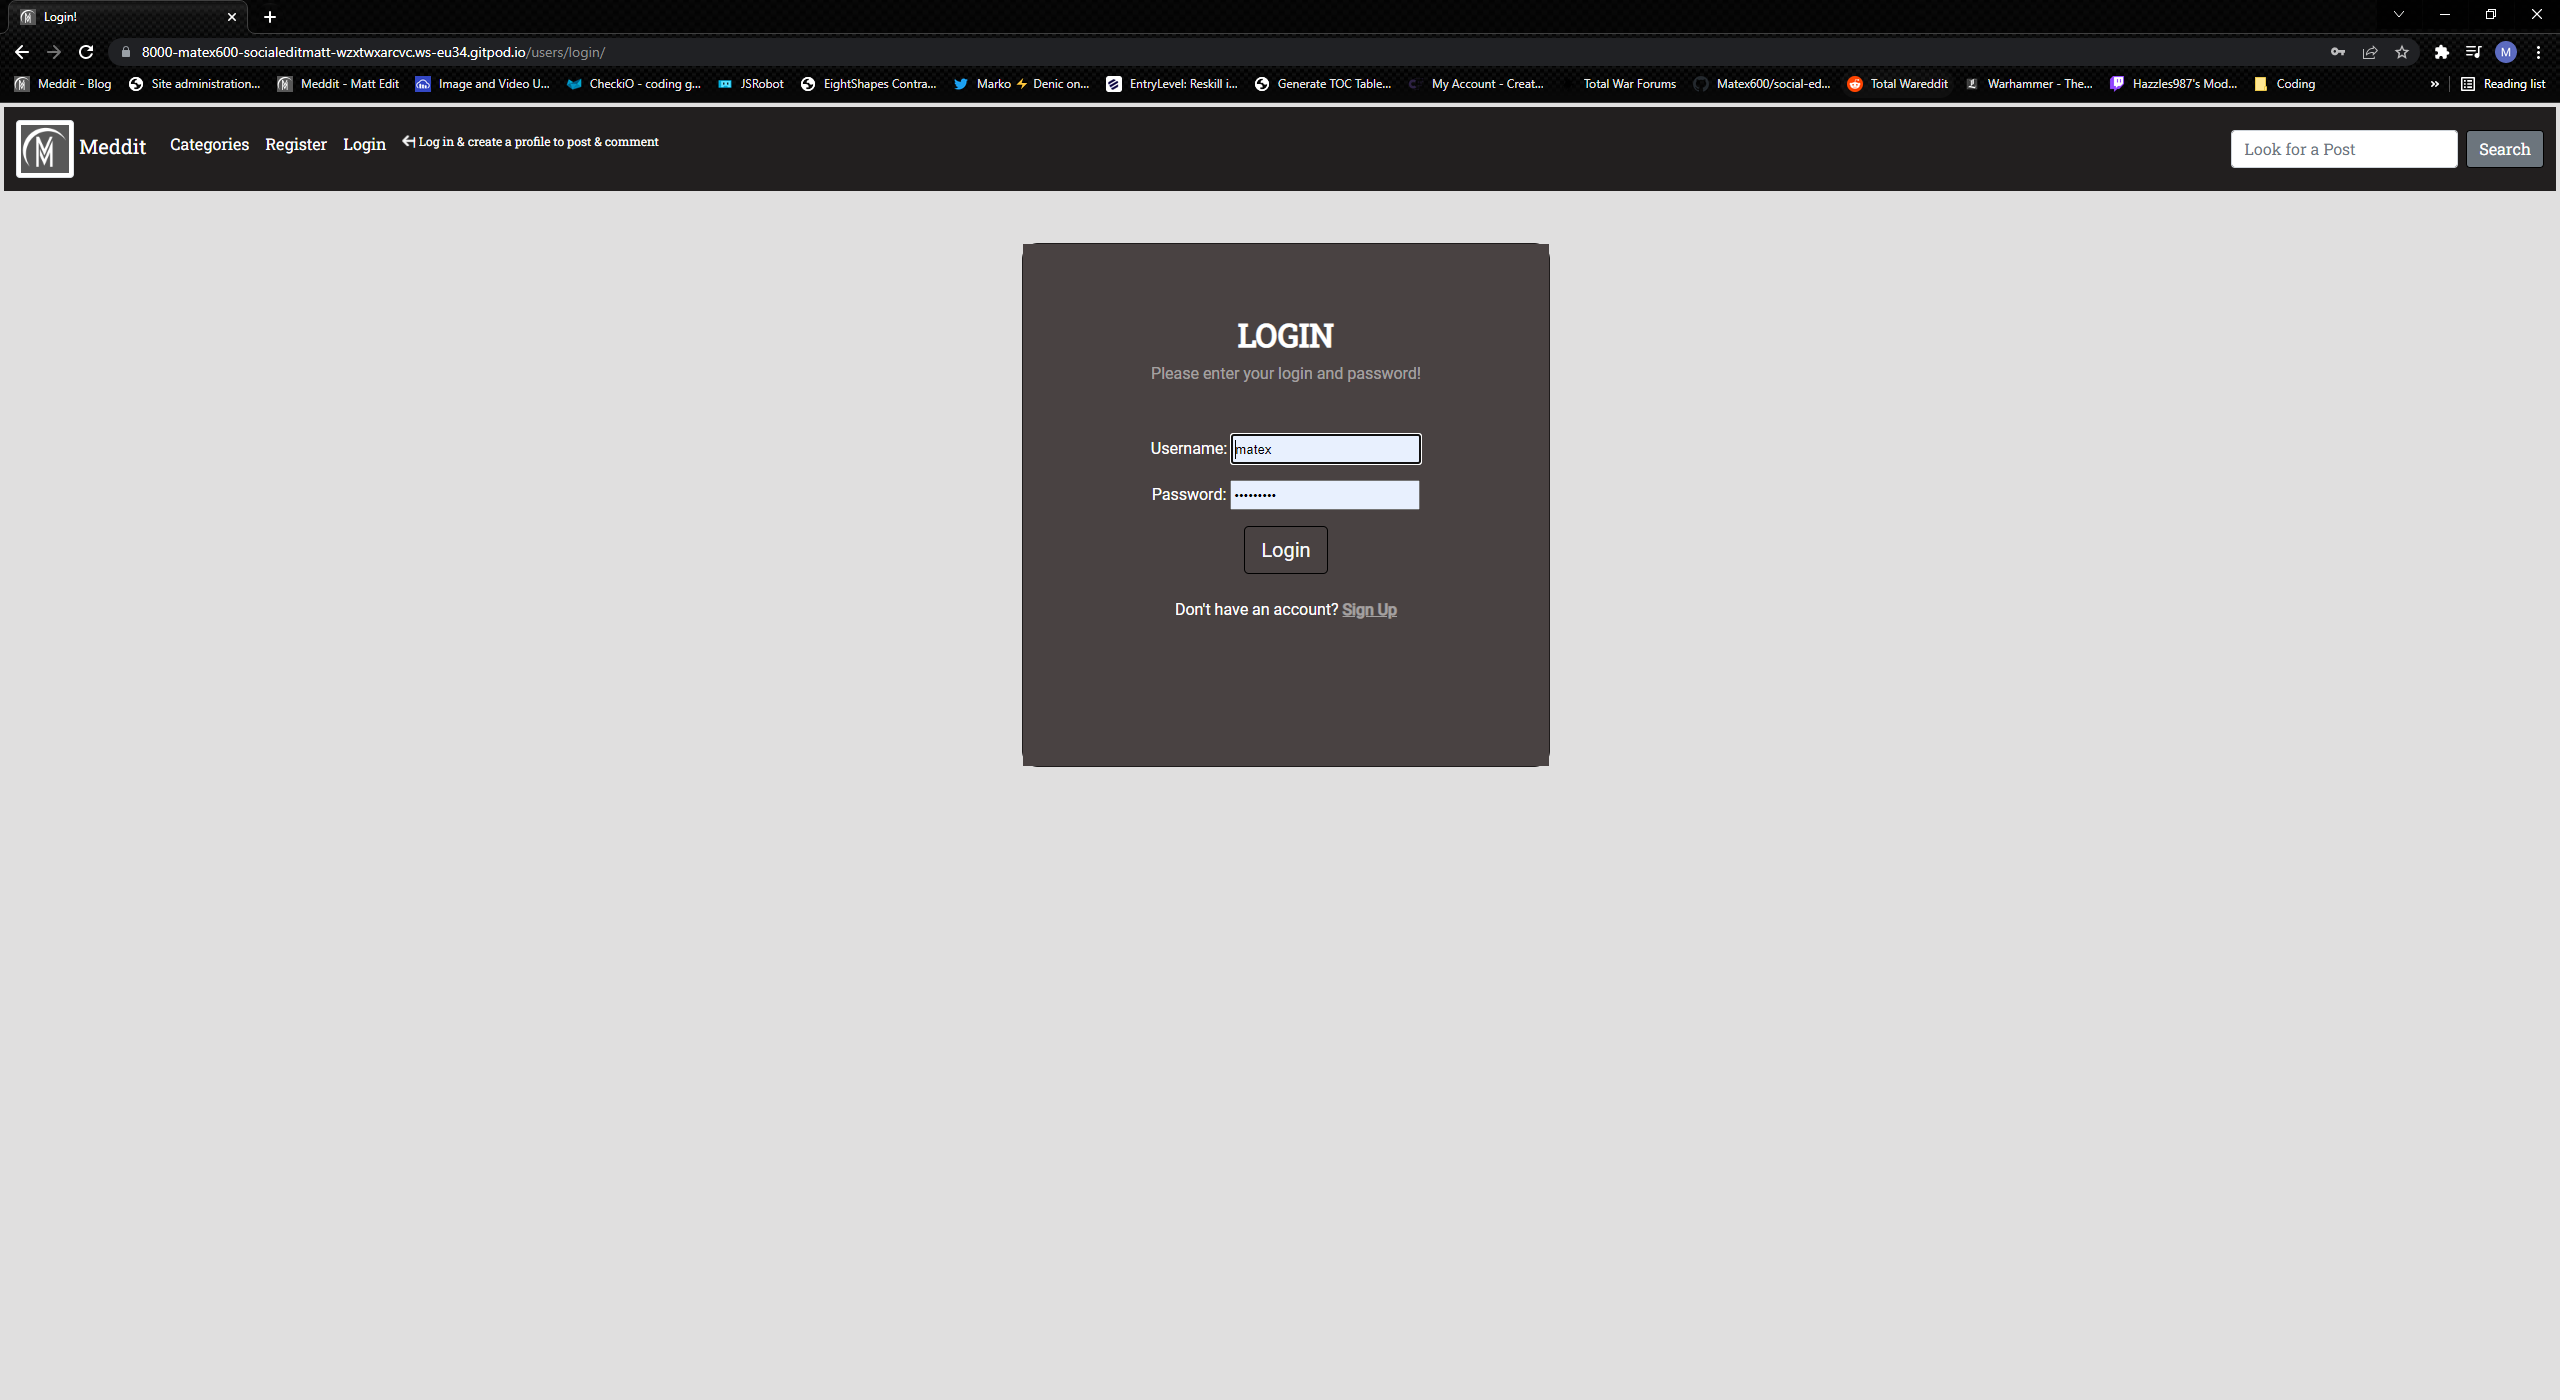 Login!
8000-matex600-socialeditmatt-wzxtwxarcvc.ws-eu34.gitpod.io/users/login/
M
Meddit - Blog Site administration... Meddit - Matt Edit Image and Video U... CheckiO - coding g... JSRobot EightShapes Contra... Marko ⚡ Denic on... EntryLevel: Reskill i... Generate TOC Table... My Account - Creat... Total War Forums Matex600/social-ed... Total Wareddit Warhammer - The... Hazzles987's Mod... Coding » Reading list
M Meddit Categories Register Login Log in & create a profile to post & comment Look for a Post Search
LOGIN
Please enter your login and password!
Username: matex
Password: •••••••••
Login
Don't have an account? Sign Up